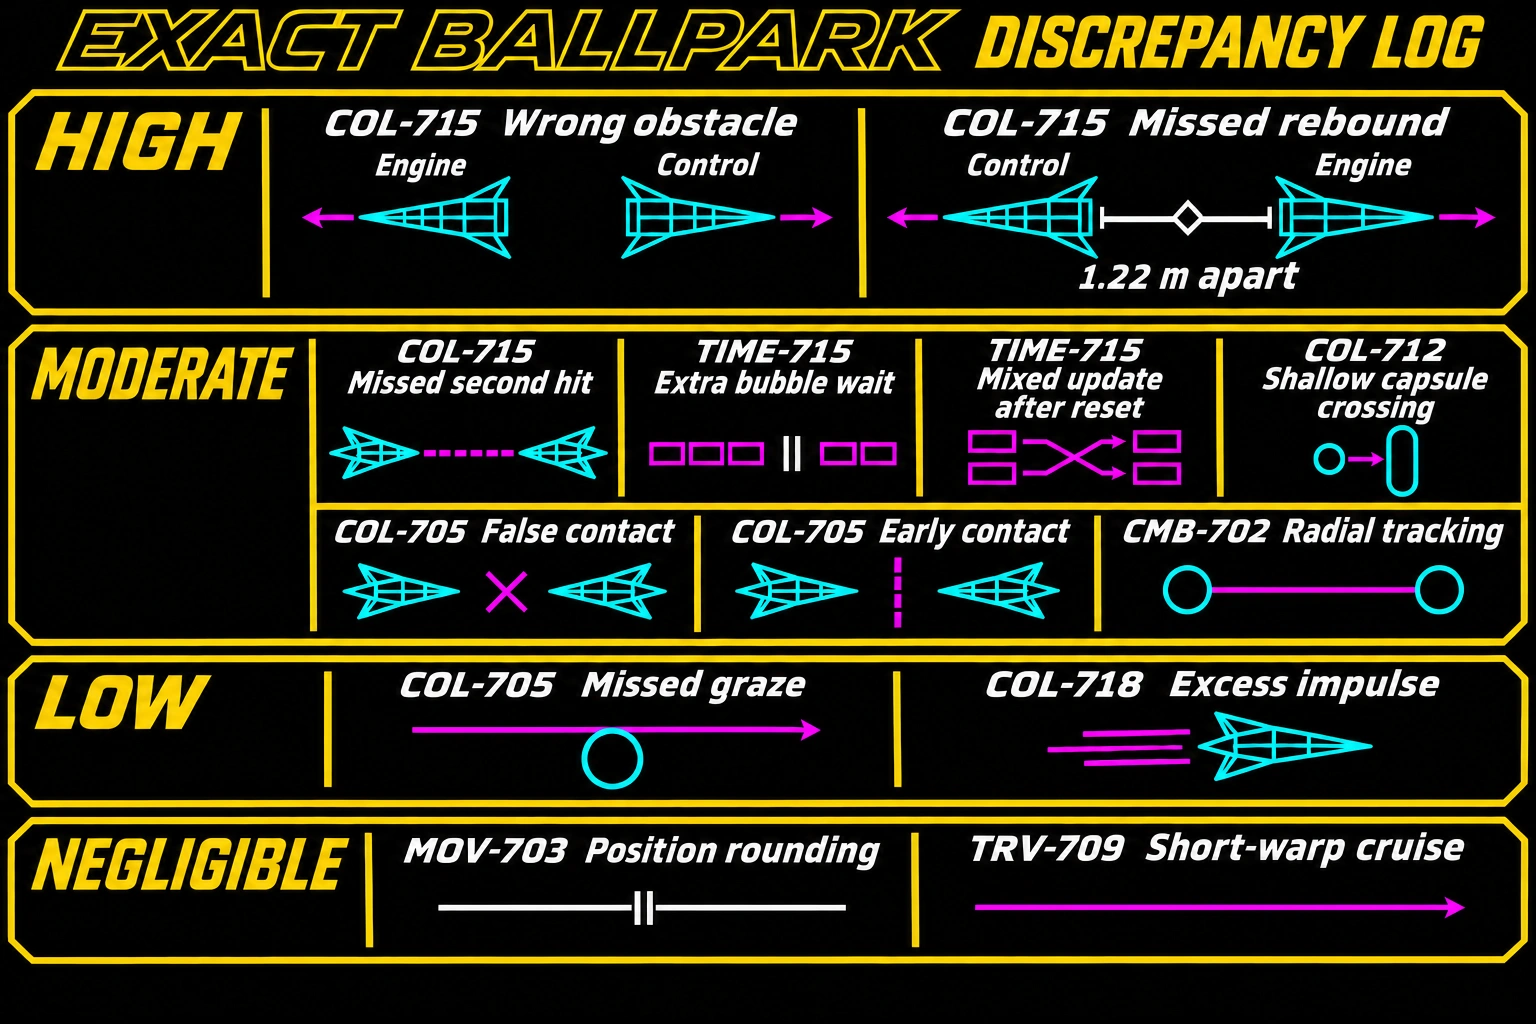 EXACT BALLPARK DISCREPANCY LOG
HIGH
COL-715 Wrong obstacle
Engine
Control
COL-715 Missed rebound
Control
Engine
1.22 m apart
MODERATE
COL-715
Missed second hit
TIME-715
Extra bubble wait
TIME-715
Mixed update
after reset
COL-712
Shallow capsule
crossing
COL-705 False contact
COL-705 Early contact
CMB-702 Radial tracking
LOW
COL-705 Missed graze
COL-718 Excess impulse
NEGLIGIBLE
MOV-703 Position rounding
TRV-709 Short-warp cruise